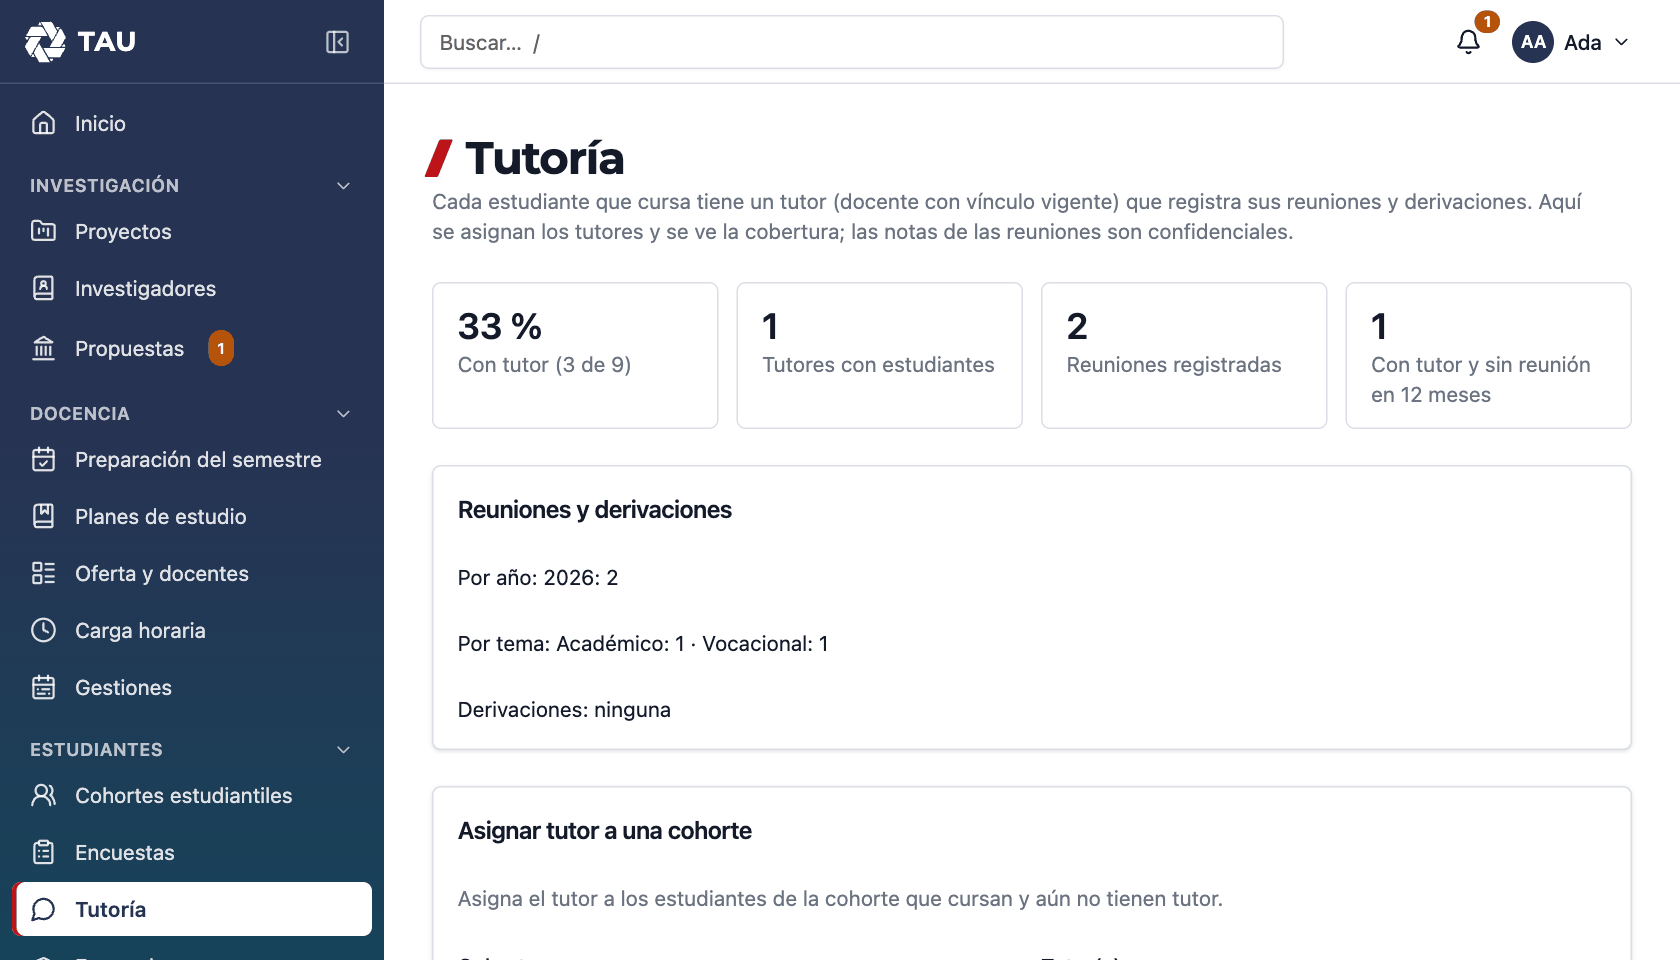 TAU
Buscar... /
1
AA Ada
Inicio
INVESTIGACIÓN
Proyectos
Investigadores
Propuestas 1
DOCENCIA
Preparación del semestre
Planes de estudio
Oferta y docentes
Carga horaria
Gestiones
ESTUDIANTES
Cohortes estudiantiles
Encuestas
Tutoría
Tutoría
Cada estudiante que cursa tiene un tutor (docente con vínculo vigente) que registra sus reuniones y derivaciones. Aquí
se asignan los tutores y se ve la cobertura; las notas de las reuniones son confidenciales.
33 %
Con tutor (3 de 9)
1
Tutores con estudiantes
2
Reuniones registradas
1
Con tutor y sin reunión
en 12 meses
Reuniones y derivaciones
Por año: 2026: 2
Por tema: Académico: 1 · Vocacional: 1
Derivaciones: ninguna
Asignar tutor a una cohorte
Asigna el tutor a los estudiantes de la cohorte que cursan y aún no tienen tutor.